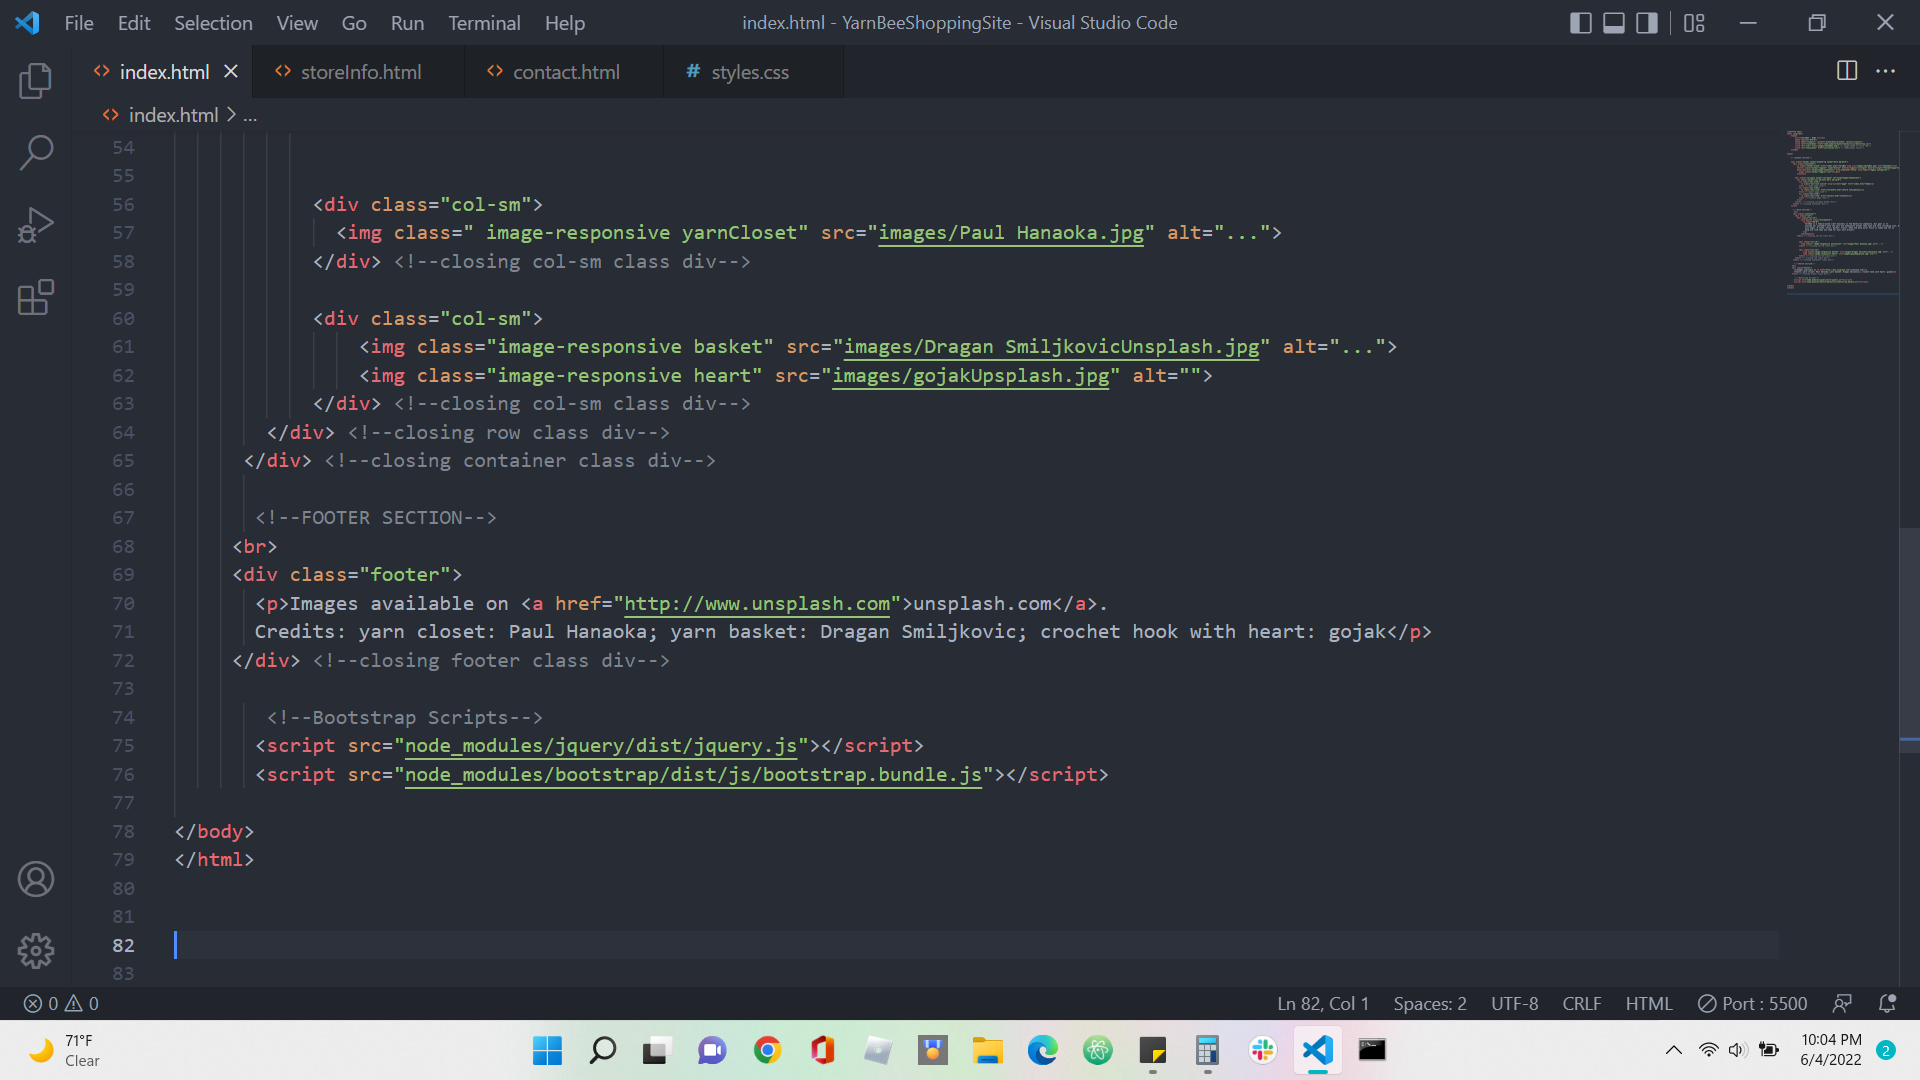 File Edit Selection View Go Run Terminal Help index.html - YarnBeeShoppingSite - Visual Studio Code
index.html storeInfo.html contact.html # styles.css
index.html > ...
54
55
56 <div class="col-sm">
57 <img class=" image-responsive yarnCloset" src="images/Paul Hanaoka.jpg" alt="...">
58 </div> <!--closing col-sm class div-->
59
60 <div class="col-sm">
61 <img class="image-responsive basket" src="images/Dragan SmiljkovicUnsplash.jpg" alt="...">
62 <img class="image-responsive heart" src="images/gojakUpsplash.jpg" alt="">
63 </div> <!--closing col-sm class div-->
64 </div> <!--closing row class div-->
65 </div> <!--closing container class div-->
66
67 <!--FOOTER SECTION-->
68 <br>
69 <div class="footer">
70 <p>Images available on <a href="http://www.unsplash.com">unsplash.com</a>.
71 Credits: yarn closet: Paul Hanaoka; yarn basket: Dragan Smiljkovic; crochet hook with heart: gojak</p>
72 </div> <!--closing footer class div-->
73
74 <!--Bootstrap Scripts-->
75 <script src="node_modules/jquery/dist/jquery.js"></script>
76 <script src="node_modules/bootstrap/dist/js/bootstrap.bundle.js"></script>
77
78 </body>
79 </html>
80
81
82
83
0 0 Ln 82, Col 1 Spaces: 2 UTF-8 CRLF HTML Port : 5500
71°F
Clear
10:04 PM
6/4/2022
2